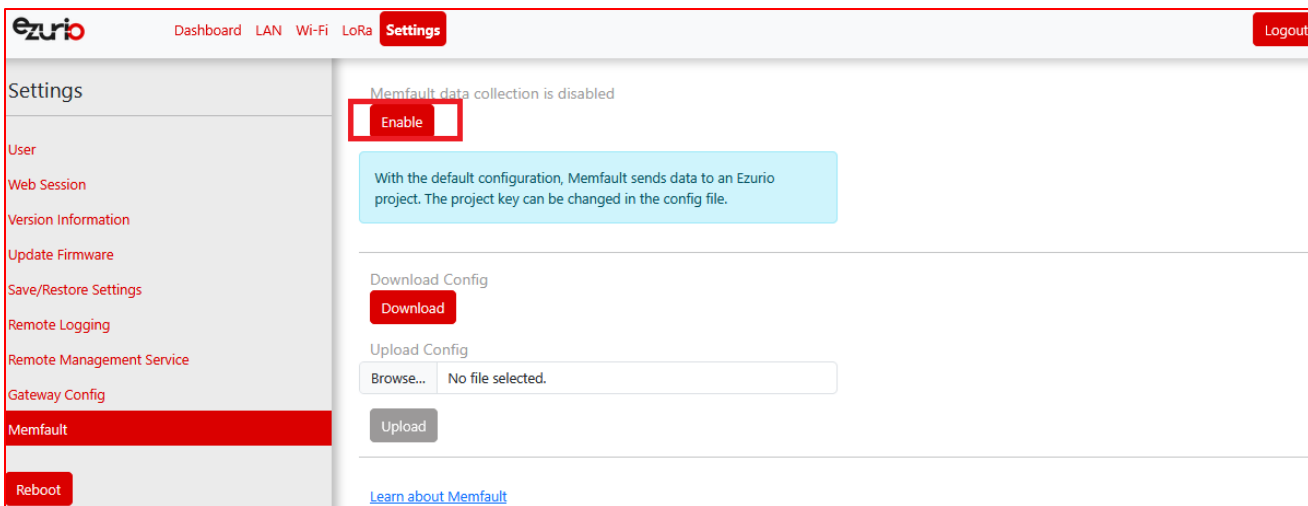 ezurio
Dashboard LAN Wi-Fi LoRa Settings
Logout
Settings
User
Web Session
Version Information
Update Firmware
Save/Restore Settings
Remote Logging
Remote Management Service
Gateway Config
Memfault
Reboot
Memfault data collection is disabled
Enable
With the default configuration, Memfault sends data to an Ezurio
project. The project key can be changed in the config file.
Download Config
Download
Upload Config
Browse... No file selected.
Upload
Learn about Memfault